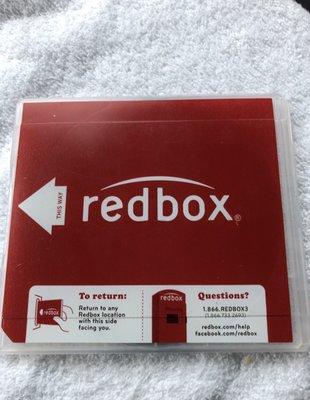 THIS WAY
redbox®
To return:
Return to any
Redbox location
with this side
facing you.
redbox
redbox
Questions?
1.866.REDBOX3
(1.866.733.2693)
redbox.com/help
facebook.com/redbox